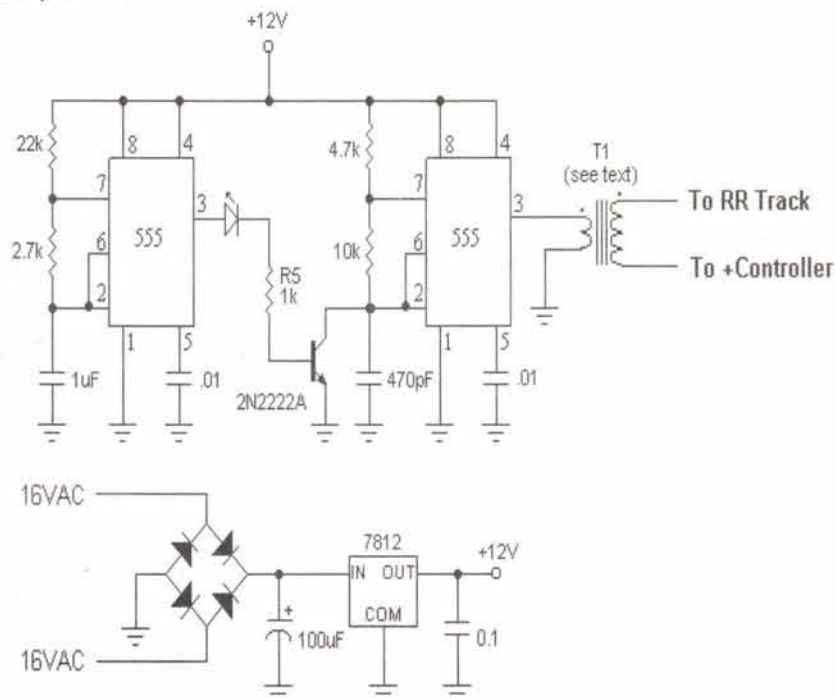 +12V
22k
8
4
4.7k
8
4
T1
(see text)
7
3
7
3
To RR Track
2.7k
6
555
10k
6
555
To +Controller
R5
1k
2
2
1
5
1
5
1uF
.01
2N2222A
470pF
.01
16VAC
7812
+12V
IN OUT
COM
+
100uF
0.1
16VAC